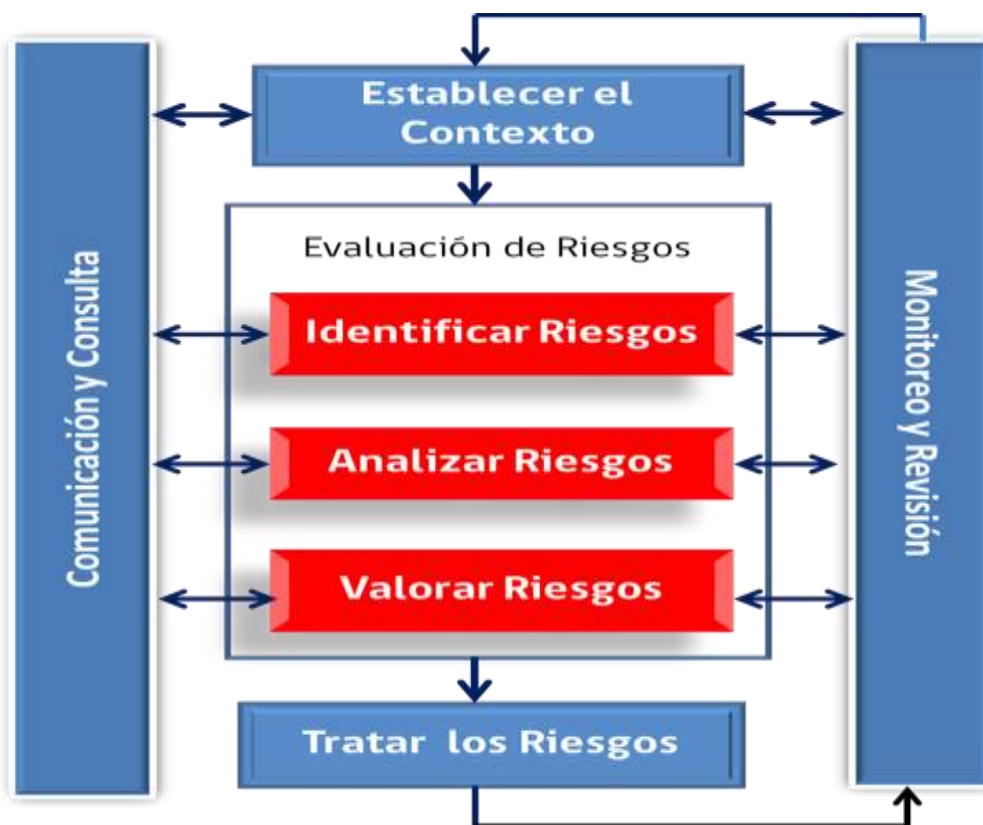 Comunicación y Consulta
Establecer el
Contexto
Evaluación de Riesgos
Identificar Riesgos
Analizar Riesgos
Valorar Riesgos
Tratar los Riesgos
Monitoreo y Revisión